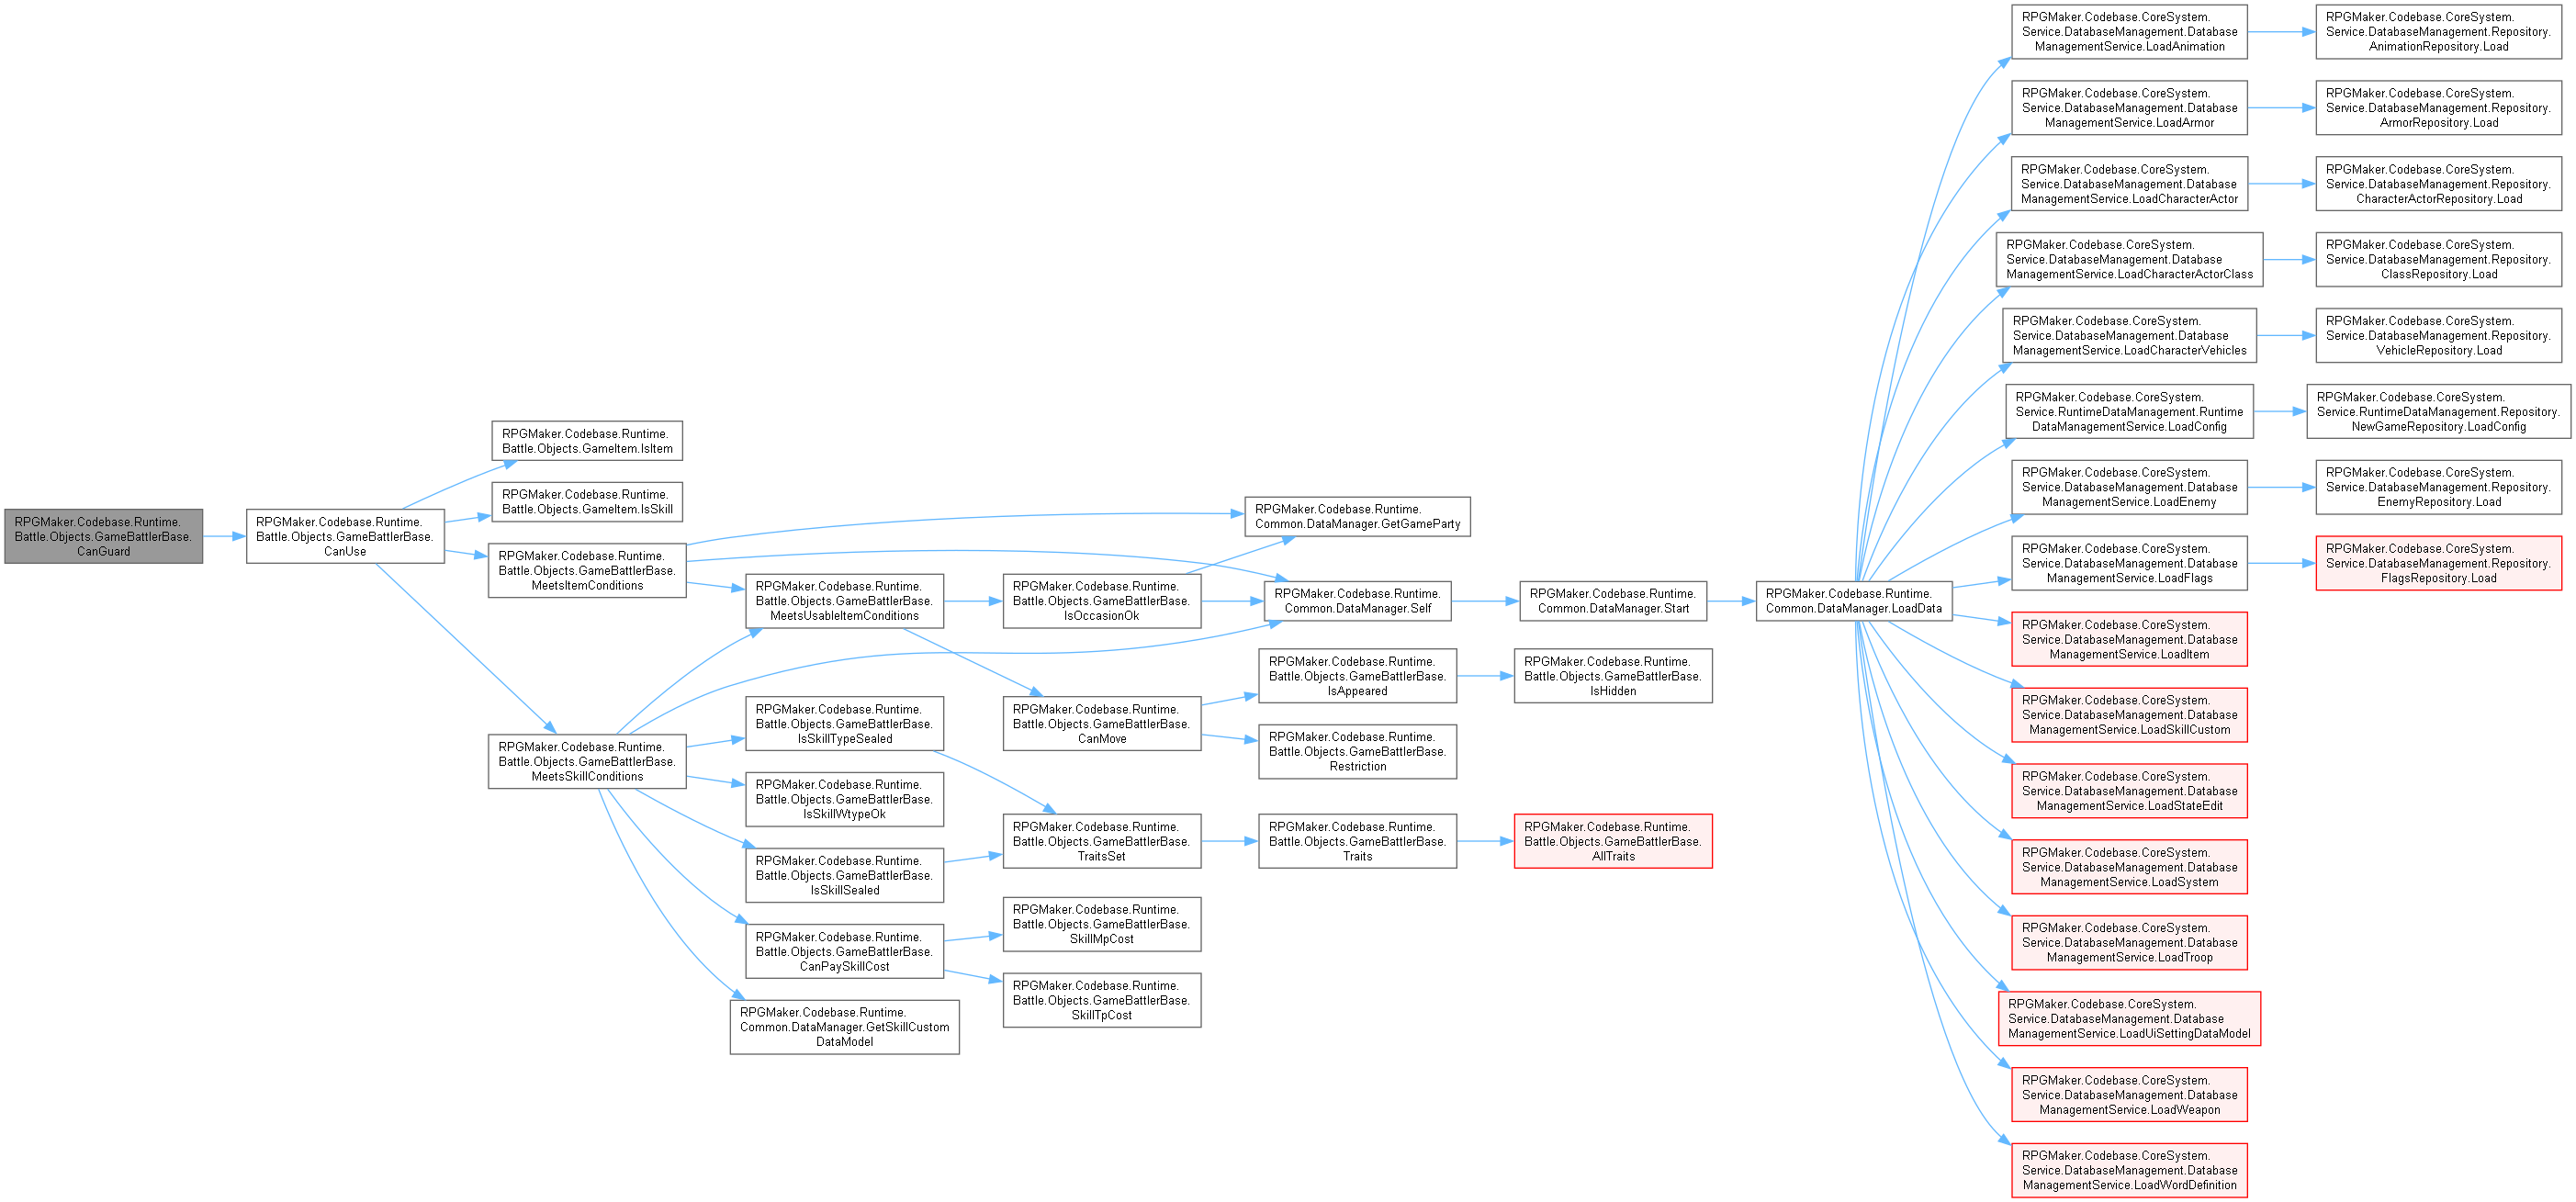 RPGMaker.Codebase.Runtime.
Battle.Objects.GameBattlerBase.
CanGuard
RPGMaker.Codebase.Runtime.
Battle.Objects.GameBattlerBase.
CanUse
RPGMaker.Codebase.Runtime.
Battle.Objects.GameItem.IsItem
RPGMaker.Codebase.Runtime.
Battle.Objects.GameItem.IsSkill
RPGMaker.Codebase.Runtime.
Battle.Objects.GameBattlerBase.
MeetsItemConditions
RPGMaker.Codebase.Runtime.
Battle.Objects.GameBattlerBase.
MeetsSkillConditions
RPGMaker.Codebase.Runtime.
Battle.Objects.GameBattlerBase.
MeetsUsableItemConditions
RPGMaker.Codebase.Runtime.
Battle.Objects.GameBattlerBase.
IsSkillTypeSealed
RPGMaker.Codebase.Runtime.
Battle.Objects.GameBattlerBase.
IsSkillWtypeOk
RPGMaker.Codebase.Runtime.
Battle.Objects.GameBattlerBase.
IsSkillSealed
RPGMaker.Codebase.Runtime.
Battle.Objects.GameBattlerBase.
CanPaySkillCost
RPGMaker.Codebase.Runtime.
Common.DataManager.GetSkillCustom
DataModel
RPGMaker.Codebase.Runtime.
Battle.Objects.GameBattlerBase.
IsOccasionOk
RPGMaker.Codebase.Runtime.
Battle.Objects.GameBattlerBase.
CanMove
RPGMaker.Codebase.Runtime.
Battle.Objects.GameBattlerBase.
TraitsSet
RPGMaker.Codebase.Runtime.
Battle.Objects.GameBattlerBase.
SkillMpCost
RPGMaker.Codebase.Runtime.
Battle.Objects.GameBattlerBase.
SkillTpCost
RPGMaker.Codebase.Runtime.
Common.DataManager.GetGameParty
RPGMaker.Codebase.Runtime.
Common.DataManager.Self
RPGMaker.Codebase.Runtime.
Battle.Objects.GameBattlerBase.
IsAppeared
RPGMaker.Codebase.Runtime.
Battle.Objects.GameBattlerBase.
Restriction
RPGMaker.Codebase.Runtime.
Battle.Objects.GameBattlerBase.
Traits
RPGMaker.Codebase.Runtime.
Common.DataManager.Start
RPGMaker.Codebase.Runtime.
Battle.Objects.GameBattlerBase.
IsHidden
RPGMaker.Codebase.Runtime.
Battle.Objects.GameBattlerBase.
AllTraits
RPGMaker.Codebase.Runtime.
Common.DataManager.LoadData
RPGMaker.Codebase.CoreSystem.
Service.DatabaseManagement.Database
ManagementService.LoadAnimation
RPGMaker.Codebase.CoreSystem.
Service.DatabaseManagement.Repository.
AnimationRepository.Load
RPGMaker.Codebase.CoreSystem.
Service.DatabaseManagement.Database
ManagementService.LoadArmor
RPGMaker.Codebase.CoreSystem.
Service.DatabaseManagement.Repository.
ArmorRepository.Load
RPGMaker.Codebase.CoreSystem.
Service.DatabaseManagement.Database
ManagementService.LoadCharacterActor
RPGMaker.Codebase.CoreSystem.
Service.DatabaseManagement.Repository.
CharacterActorRepository.Load
RPGMaker.Codebase.CoreSystem.
Service.DatabaseManagement.Database
ManagementService.LoadCharacterActorClass
RPGMaker.Codebase.CoreSystem.
Service.DatabaseManagement.Repository.
ClassRepository.Load
RPGMaker.Codebase.CoreSystem.
Service.DatabaseManagement.Database
ManagementService.LoadCharacterVehicles
RPGMaker.Codebase.CoreSystem.
Service.DatabaseManagement.Repository.
VehicleRepository.Load
RPGMaker.Codebase.CoreSystem.
Service.RuntimeDataManagement.Runtime
DataManagementService.LoadConfig
RPGMaker.Codebase.CoreSystem.
Service.RuntimeDataManagement.Repository.
NewGameRepository.LoadConfig
RPGMaker.Codebase.CoreSystem.
Service.DatabaseManagement.Database
ManagementService.LoadEnemy
RPGMaker.Codebase.CoreSystem.
Service.DatabaseManagement.Repository.
EnemyRepository.Load
RPGMaker.Codebase.CoreSystem.
Service.DatabaseManagement.Database
ManagementService.LoadFlags
RPGMaker.Codebase.CoreSystem.
Service.DatabaseManagement.Repository.
FlagsRepository.Load
RPGMaker.Codebase.CoreSystem.
Service.DatabaseManagement.Database
ManagementService.LoadItem
RPGMaker.Codebase.CoreSystem.
Service.DatabaseManagement.Database
ManagementService.LoadSkillCustom
RPGMaker.Codebase.CoreSystem.
Service.DatabaseManagement.Database
ManagementService.LoadStateEdit
RPGMaker.Codebase.CoreSystem.
Service.DatabaseManagement.Database
ManagementService.LoadSystem
RPGMaker.Codebase.CoreSystem.
Service.DatabaseManagement.Database
ManagementService.LoadTroop
RPGMaker.Codebase.CoreSystem.
Service.DatabaseManagement.Database
ManagementService.LoadUiSettingDataModel
RPGMaker.Codebase.CoreSystem.
Service.DatabaseManagement.Database
ManagementService.LoadWeapon
RPGMaker.Codebase.CoreSystem.
Service.DatabaseManagement.Database
ManagementService.LoadWordDefinition